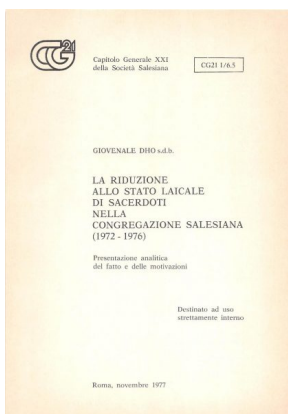 CG21
Capitolo Generale XXI
della Società Salesiana
CG21 1/6.5
GIOVENALE DHO s.d.b.
LA RIDUZIONE
ALLO STATO LAICALE
DI SACERDOTI
NELLA
CONGREGAZIONE SALESIANA
(1972 - 1976)
Presentazione analitica
del fatto e delle motivazioni
Destinato ad uso
strettamente interno
Roma, novembre 1977